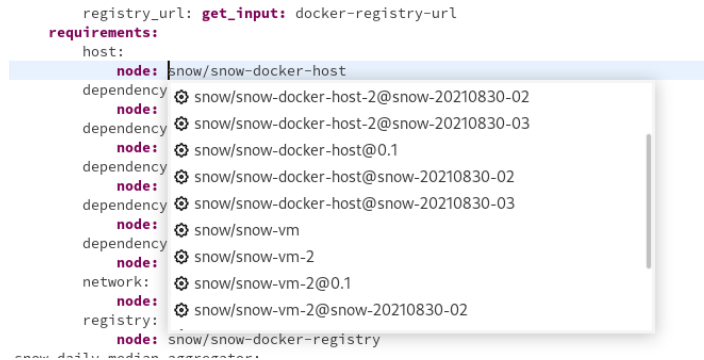 registry_url: get_input: docker-registry-url
requirements:
host:
node: snow/snow-docker-host
dependency
node:
dependency
node:
dependency
node:
dependency
node:
dependency
node:
network:
node:
registry:
node: snow/snow-docker-registry
snow_daily_median_aggregator:
snow/snow-docker-host-2@snow-20210830-02
snow/snow-docker-host-2@snow-20210830-03
snow/snow-docker-host@0.1
snow/snow-docker-host@snow-20210830-02
snow/snow-docker-host@snow-20210830-03
snow/snow-vm
snow/snow-vm-2
snow/snow-vm-2@0.1
snow/snow-vm-2@snow-20210830-02